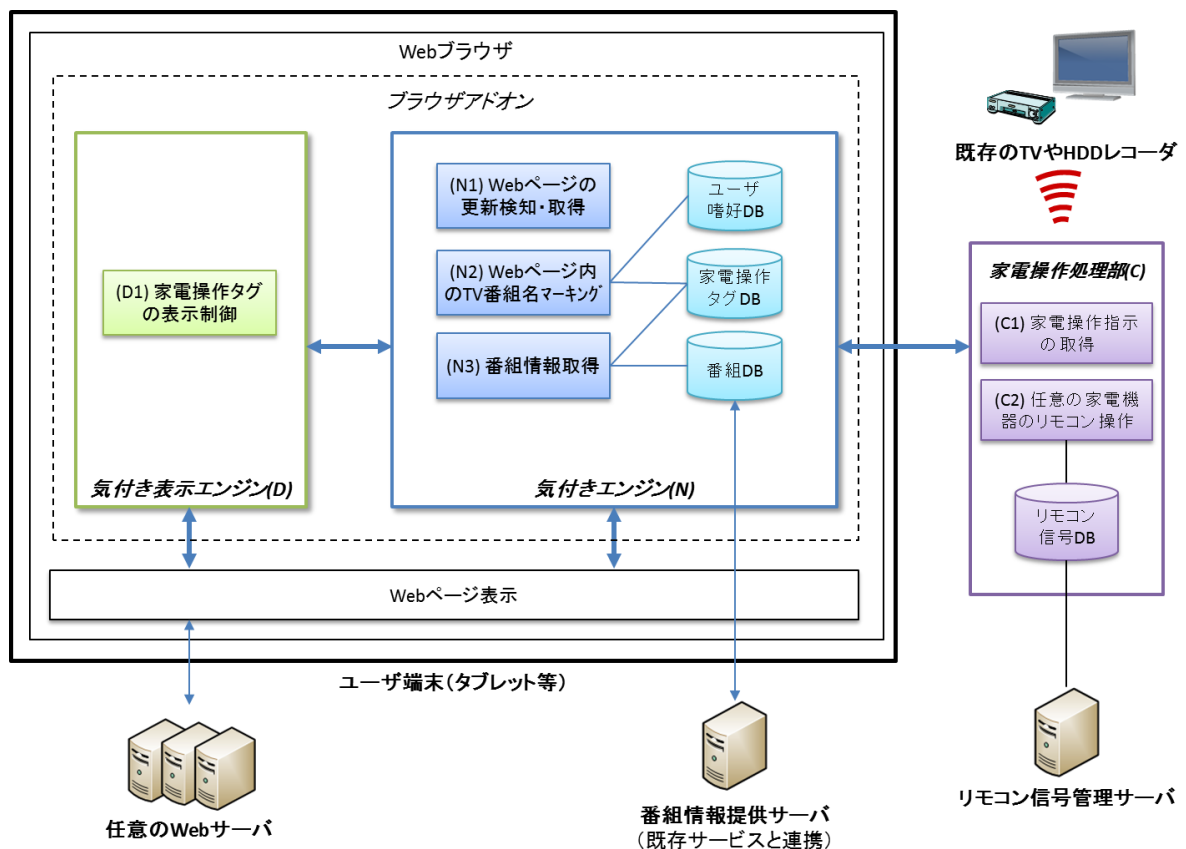 Webブラウザ
ブラウザアドオン
(D1) 家電操作タグ
の表示制御
気付き表示エンジン(D)
(N1) Webページの
更新検知・取得
(N2) Webページ内
のTV番組名マーキング
(N3) 番組情報取得
ユーザ
嗜好DB
家電操作
タグDB
番組DB
気付きエンジン(N)
Webページ表示
ユーザ端末(タブレット等)
既存のTVやHDDレコーダ
家電操作処理部(C)
(C1) 家電操作指示
の取得
(C2) 任意の家電機
器のリモコン操作
リモコン
信号DB
任意のWebサーバ
番組情報提供サーバ
(既存サービスと連携)
リモコン信号管理サーバ